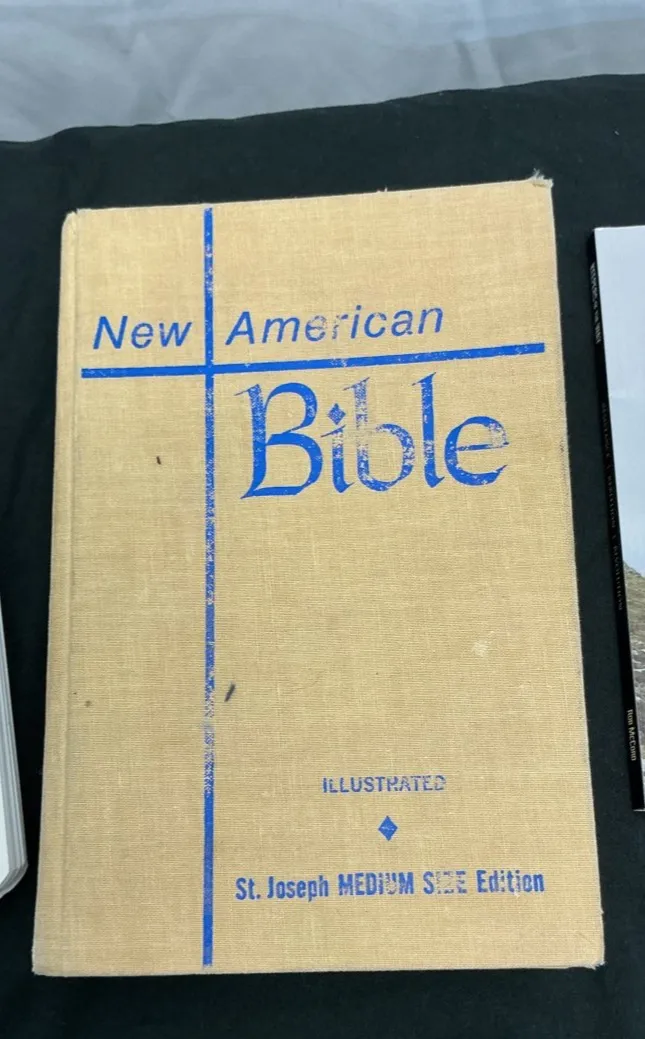 New American
Bible
ILLUSTRATED
St. Joseph MEDIUM SIZE Edition